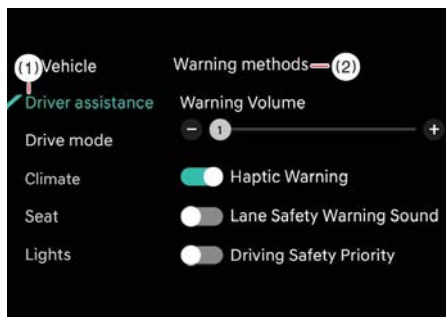 (1) Vehicle
Warning methods (2)
Driver assistance
Warning Volume
Drive mode
− 1 +
Climate
Haptic Warning
Seat
Lane Safety Warning Sound
Lights
Driving Safety Priority